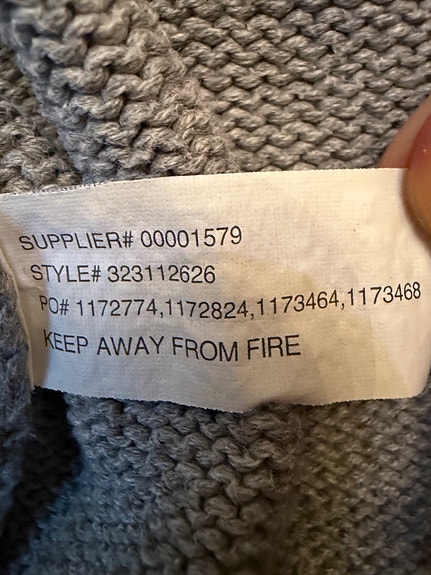 SUPPLIER# 00001579
STYLE# 323112626
PO# 1172774,1172824,1173464,1173468
KEEP AWAY FROM FIRE